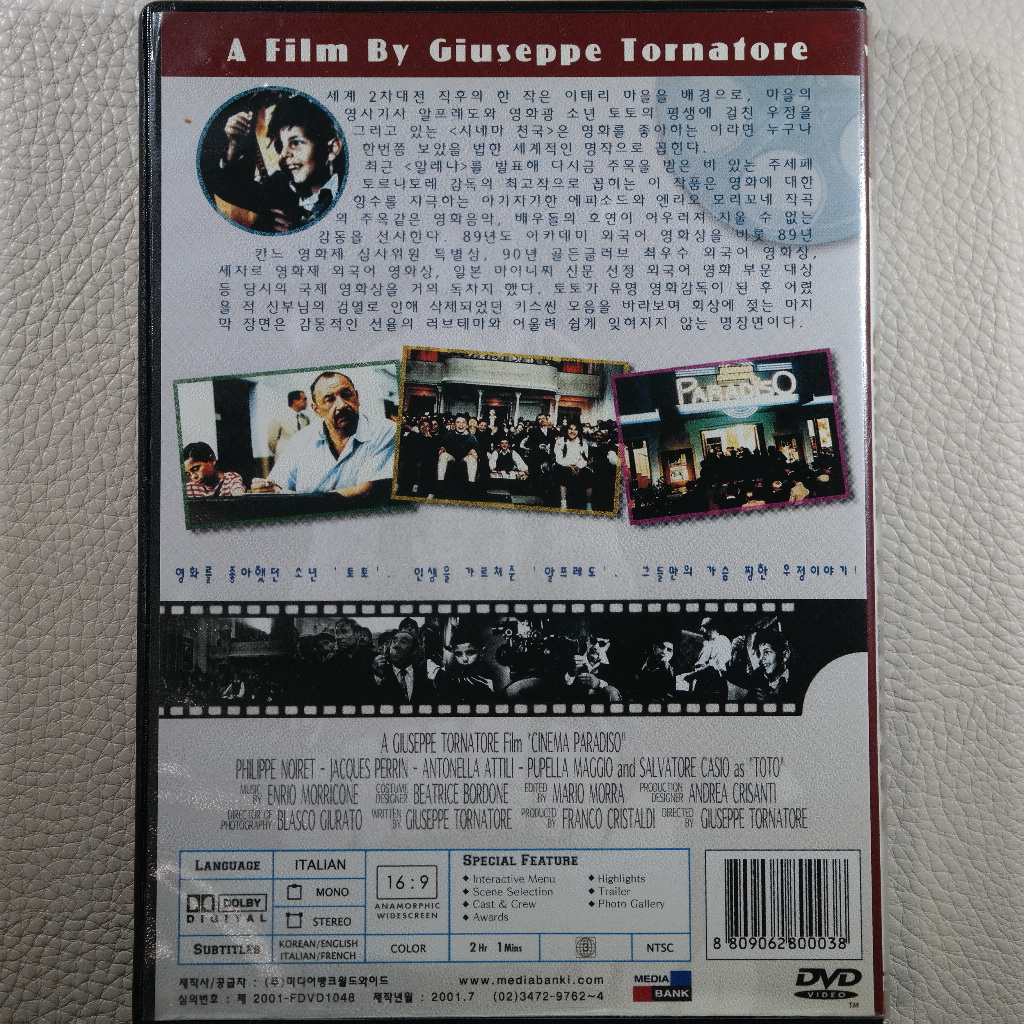 A Film By Giuseppe Tornatore
세계 2차대전 직후의 한 작은 이태리 마을을 배경으로, 마을의
영사기사 알프레도와 영화광 소년 토토의 평생에 걸친 우정을
그리고 있는 <시네마 천국>은 영화를 좋아하는 이라면 누구나
한번쯤 보았을 법한 세계적인 명작으로 꼽힌다.
최근 <말레나>를 발표해 다시금 주목을 받은 바 있는 주세페
토르나토레 감독의 최고작으로 꼽히는 이 작품은 영화에 대한
향수를 자극하는 아기자기한 에피소드와 엔리오 모리꼬네 작곡
의 주옥같은 영화음악, 배우들의 호연이 어우러져 지울 수 없는
감동을 선사한다. 89년도 아카데미 외국어 영화상을 비롯 89년
칸느 영화제 심사위원 특별상, 90년 골든글러브 최우수 외국어 영화상,
세자르 영화제 외국어 영화상, 일본 마이니찌 신문 선정 외국어 영화 부문 대상
등 당시의 국제 영화상을 거의 독차지 했다. 토토가 유명 영화감독이 된 후 어렸
을 적 신부님의 검열로 인해 삭제되었던 키스씬 모음을 바라보며 회상에 젖는 마지
막 장면은 감동적인 선율의 러브테마와 어울려 쉽게 잊혀지지 않는 명장면이다.
PARADISO
영화를 좋아했던 소년 '토토'. 인생을 가르쳐준 '알프레도'. 그들만의 가슴 찡한 우정이야기!
A GIUSEPPE TORNATORE Film "CINEMA PARADISO"
PHILIPPE NOIRET - JACQUES PERRIN - ANTONELLA ATTILI - PUPELLA MAGGIO and SALVATORE CASIO as "TOTO"
MUSIC BY ENRIO MORRICONE COSTUME DESIGNER BEATRICE BORDONE EDITED BY MARIO MORRA PRODUCTION DESIGNER ANDREA CRISANTI
DIRECTOR OF PHOTOGRAPHY BLASCO GIURATO WRITTEN BY GIUSEPPE TORNATORE PRODUCED BY FRANCO CRISTALDI DIRECTED BY GIUSEPPE TORNATORE
LANGUAGE ITALIAN
DOLBY DIGITAL
MONO
STEREO
16:9
ANAMORPHIC WIDESCREEN
SPECIAL FEATURE
◆ Interactive Menu ◆ Highlights
◆ Scene Selection ◆ Trailer
◆ Cast & Crew ◆ Photo Gallery
◆ Awards
SUBTITLES KOREAN/ENGLISH ITALIAN/FRENCH COLOR 2 Hr 1 Mins 3 NTSC
8 809062 800038
제작사/공급자 : (주)미디어뱅크월드와이드 www.mediabanki.com MEDIA BANK
심의번호 : 제 2001-FDVD1048 제작년월 : 2001.7 (02)3472-9762~4
DVD VIDEO TM